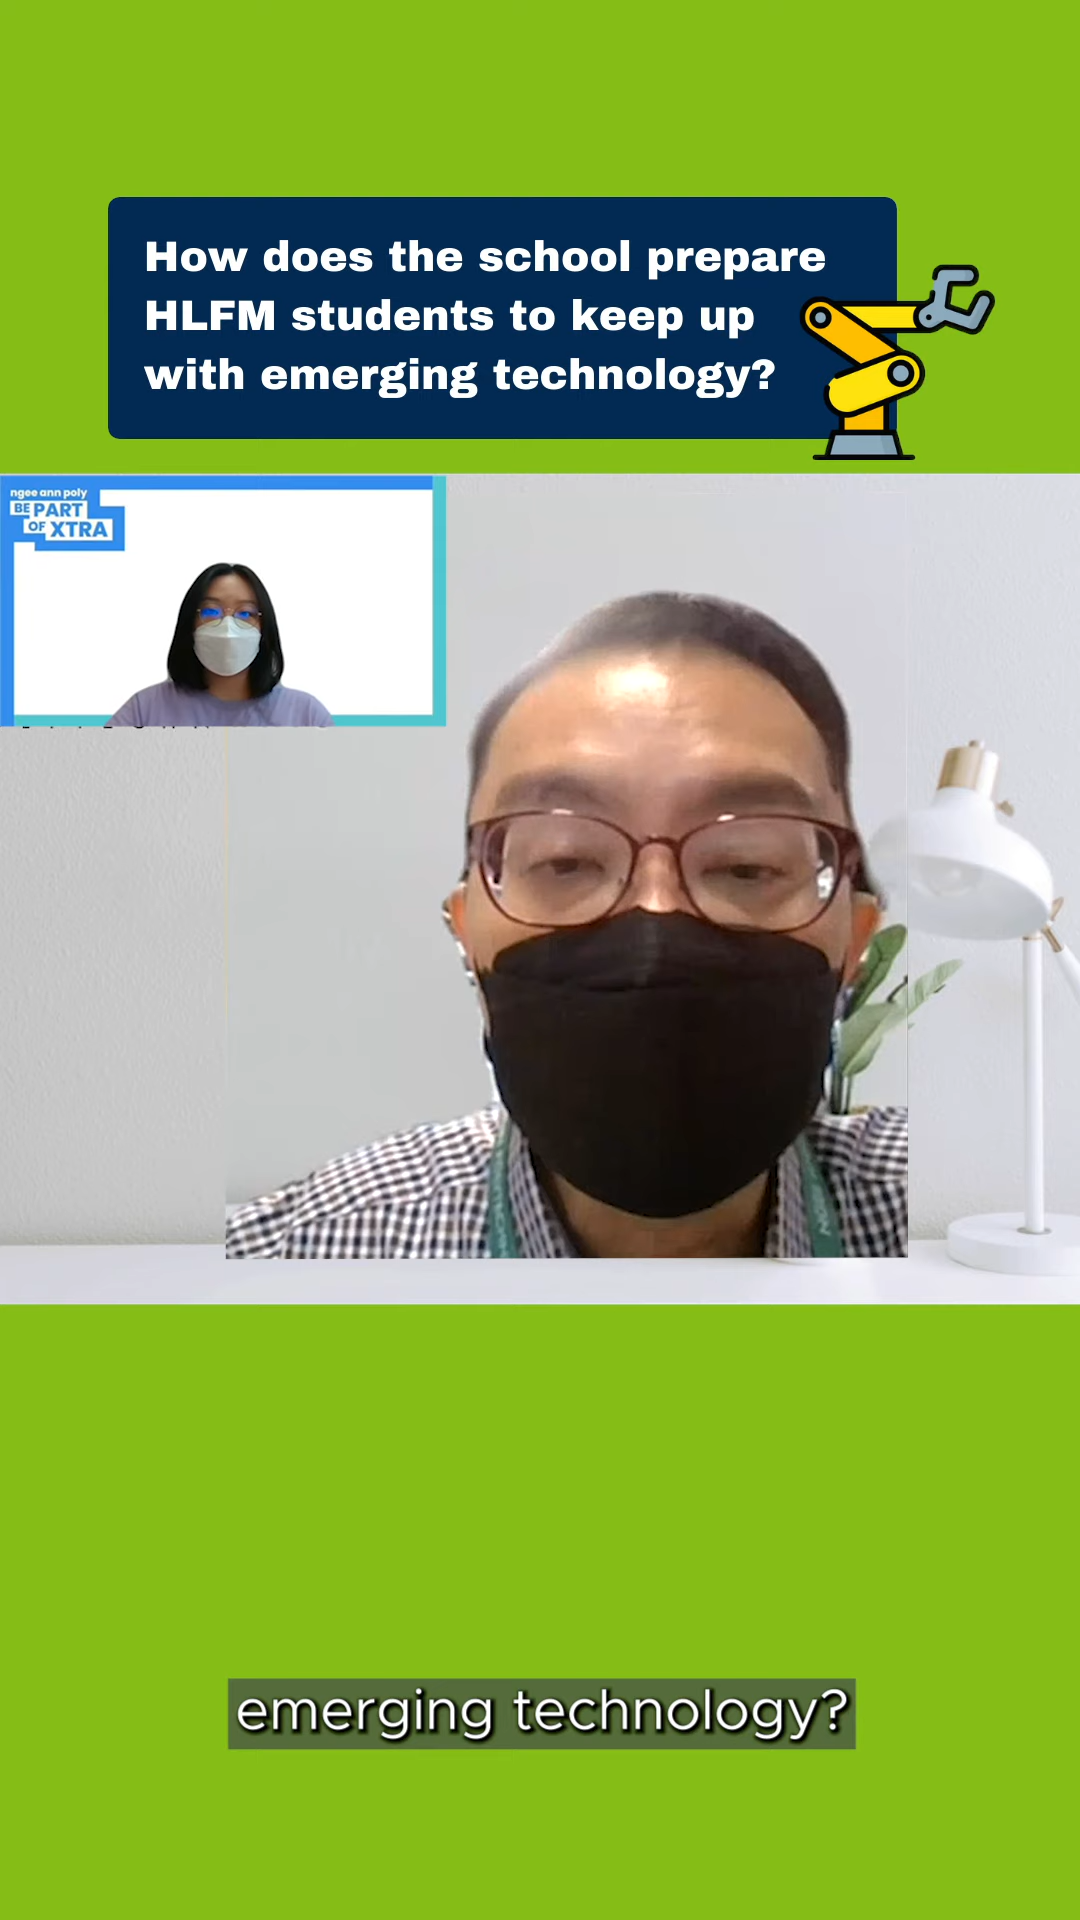 How does the school prepare
HLFM students to keep up
with emerging technology?
ngee ann poly
BE PART
OF XTRA
emerging technology?